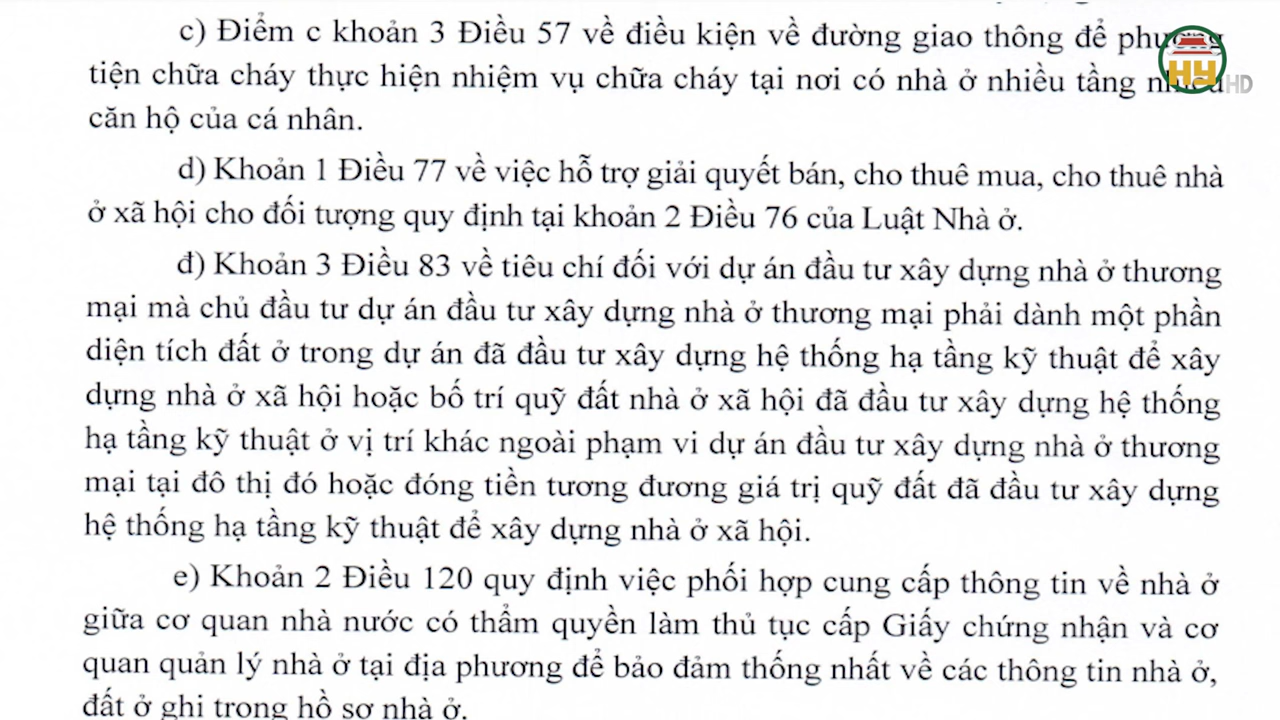 c) Điểm c khoản 3 Điều 57 về điều kiện về đường giao thông để phương
tiện chữa cháy thực hiện nhiệm vụ chữa cháy tại nơi có nhà ở nhiều tầng nhiều
căn hộ của cá nhân.
d) Khoản 1 Điều 77 về việc hỗ trợ giải quyết bán, cho thuê mua, cho thuê nhà
ở xã hội cho đối tượng quy định tại khoản 2 Điều 76 của Luật Nhà ở.
đ) Khoản 3 Điều 83 về tiêu chí đối với dự án đầu tư xây dựng nhà ở thương
mại mà chủ đầu tư dự án đầu tư xây dựng nhà ở thương mại phải dành một phần
diện tích đất ở trong dự án đã đầu tư xây dựng hệ thống hạ tầng kỹ thuật để xây
dựng nhà ở xã hội hoặc bố trí quỹ đất nhà ở xã hội đã đầu tư xây dựng hệ thống
hạ tầng kỹ thuật ở vị trí khác ngoài phạm vi dự án đầu tư xây dựng nhà ở thương
mại tại đô thị đó hoặc đóng tiền tương đương giá trị quỹ đất đã đầu tư xây dựng
hệ thống hạ tầng kỹ thuật để xây dựng nhà ở xã hội.
e) Khoản 2 Điều 120 quy định việc phối hợp cung cấp thông tin về nhà ở
giữa cơ quan nhà nước có thẩm quyền làm thủ tục cấp Giấy chứng nhận và cơ
quan quản lý nhà ở tại địa phương để bảo đảm thống nhất về các thông tin nhà ở,
đất ở ghi trong hồ sơ nhà ở.
HY HD